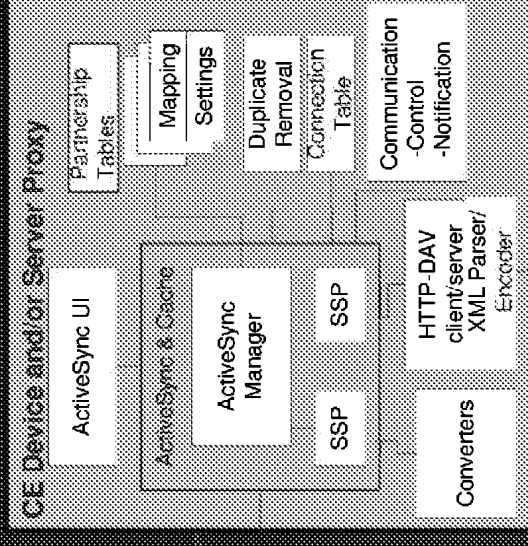 CE Device and/or Server Proxy
ActiveSync UI
Partnership
Tables
Mapping
Settings
ActiveSync & Cache
ActiveSync
Manager
SSP
SSP
Duplicate
Removal
Connection
Table
Communication
-Control
-Notification
Converters
HTTP-DAV
client/server
XML Parser/
Encoder